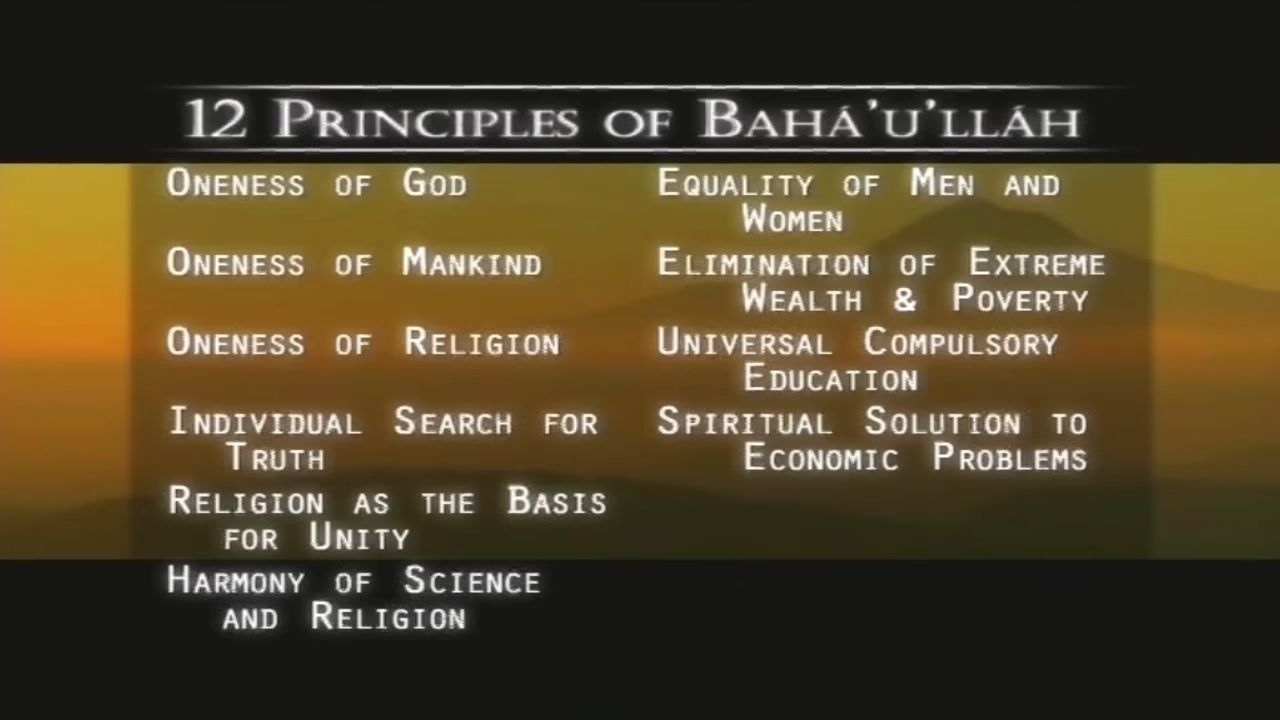 12 Principles of Bahá'u'lláh
Oneness of God
Oneness of Mankind
Oneness of Religion
Individual Search for
Truth
Religion as the Basis
for Unity
Harmony of Science
and Religion
Equality of Men and
Women
Elimination of Extreme
Wealth & Poverty
Universal Compulsory
Education
Spiritual Solution to
Economic Problems